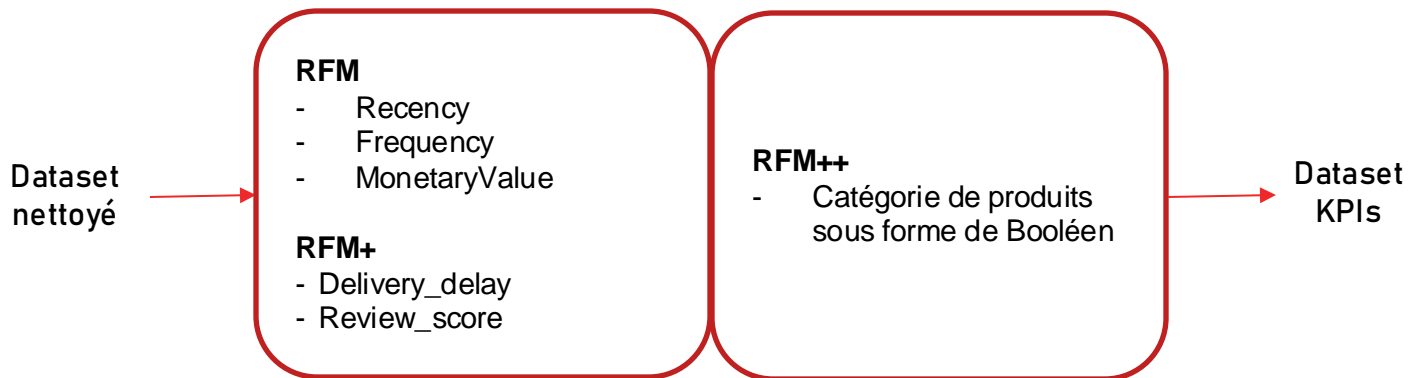 Dataset
nettoyé
RFM
- Recency
- Frequency
- MonetaryValue
RFM+
- Delivery_delay
- Review_score
RFM++
- Catégorie de produits
sous forme de Booléen
Dataset
KPIs